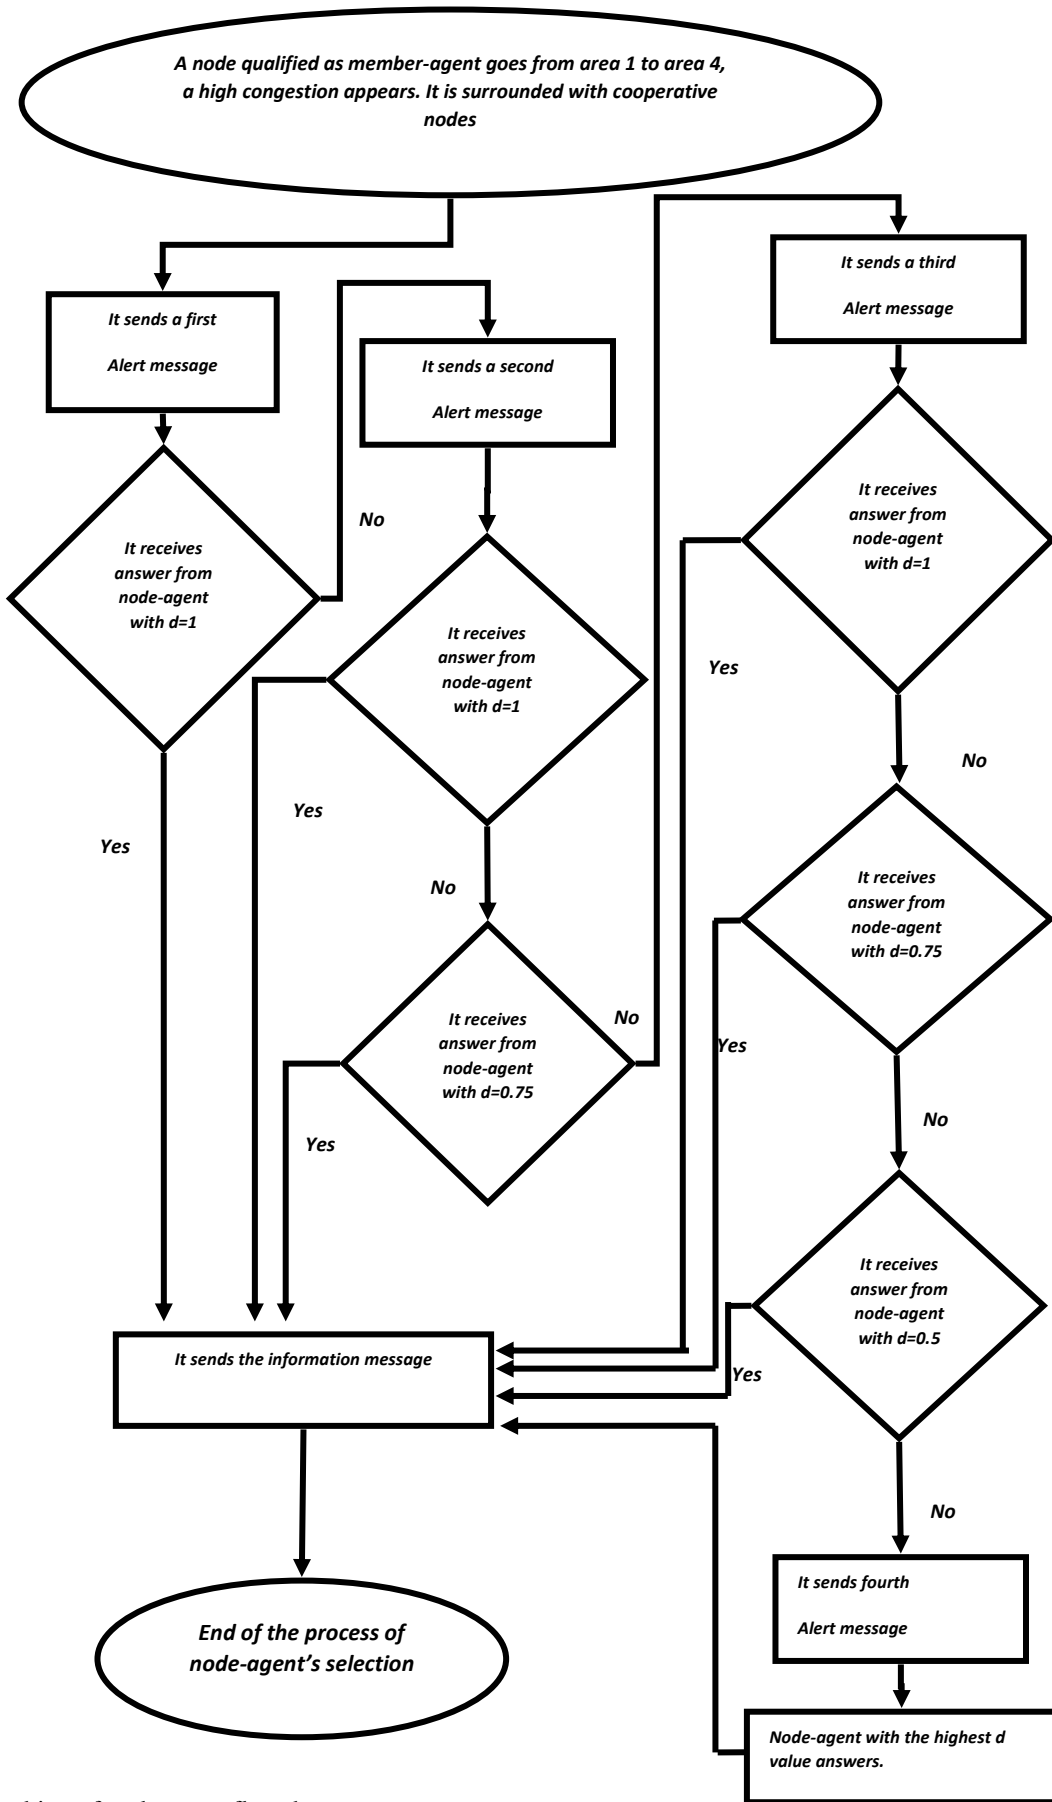 A node qualified as member-agent goes from area 1 to area 4,
a high congestion appears. It is surrounded with cooperative
nodes
It sends a first
Alert message
It receives
answer from
node-agent
with d=1
Yes
No
It sends a second
Alert message
It receives
answer from
node-agent
with d=1
Yes
No
It receives
answer from
node-agent
with d=0.75
Yes
No
It sends a third
Alert message
It receives
answer from
node-agent
with d=1
Yes
No
It receives
answer from
node-agent
with d=0.75
Yes
No
It receives
answer from
node-agent
with d=0.5
Yes
No
It sends fourth
Alert message
Node-agent with the highest d
value answers.
It sends the information message
End of the process of
node-agent's selection